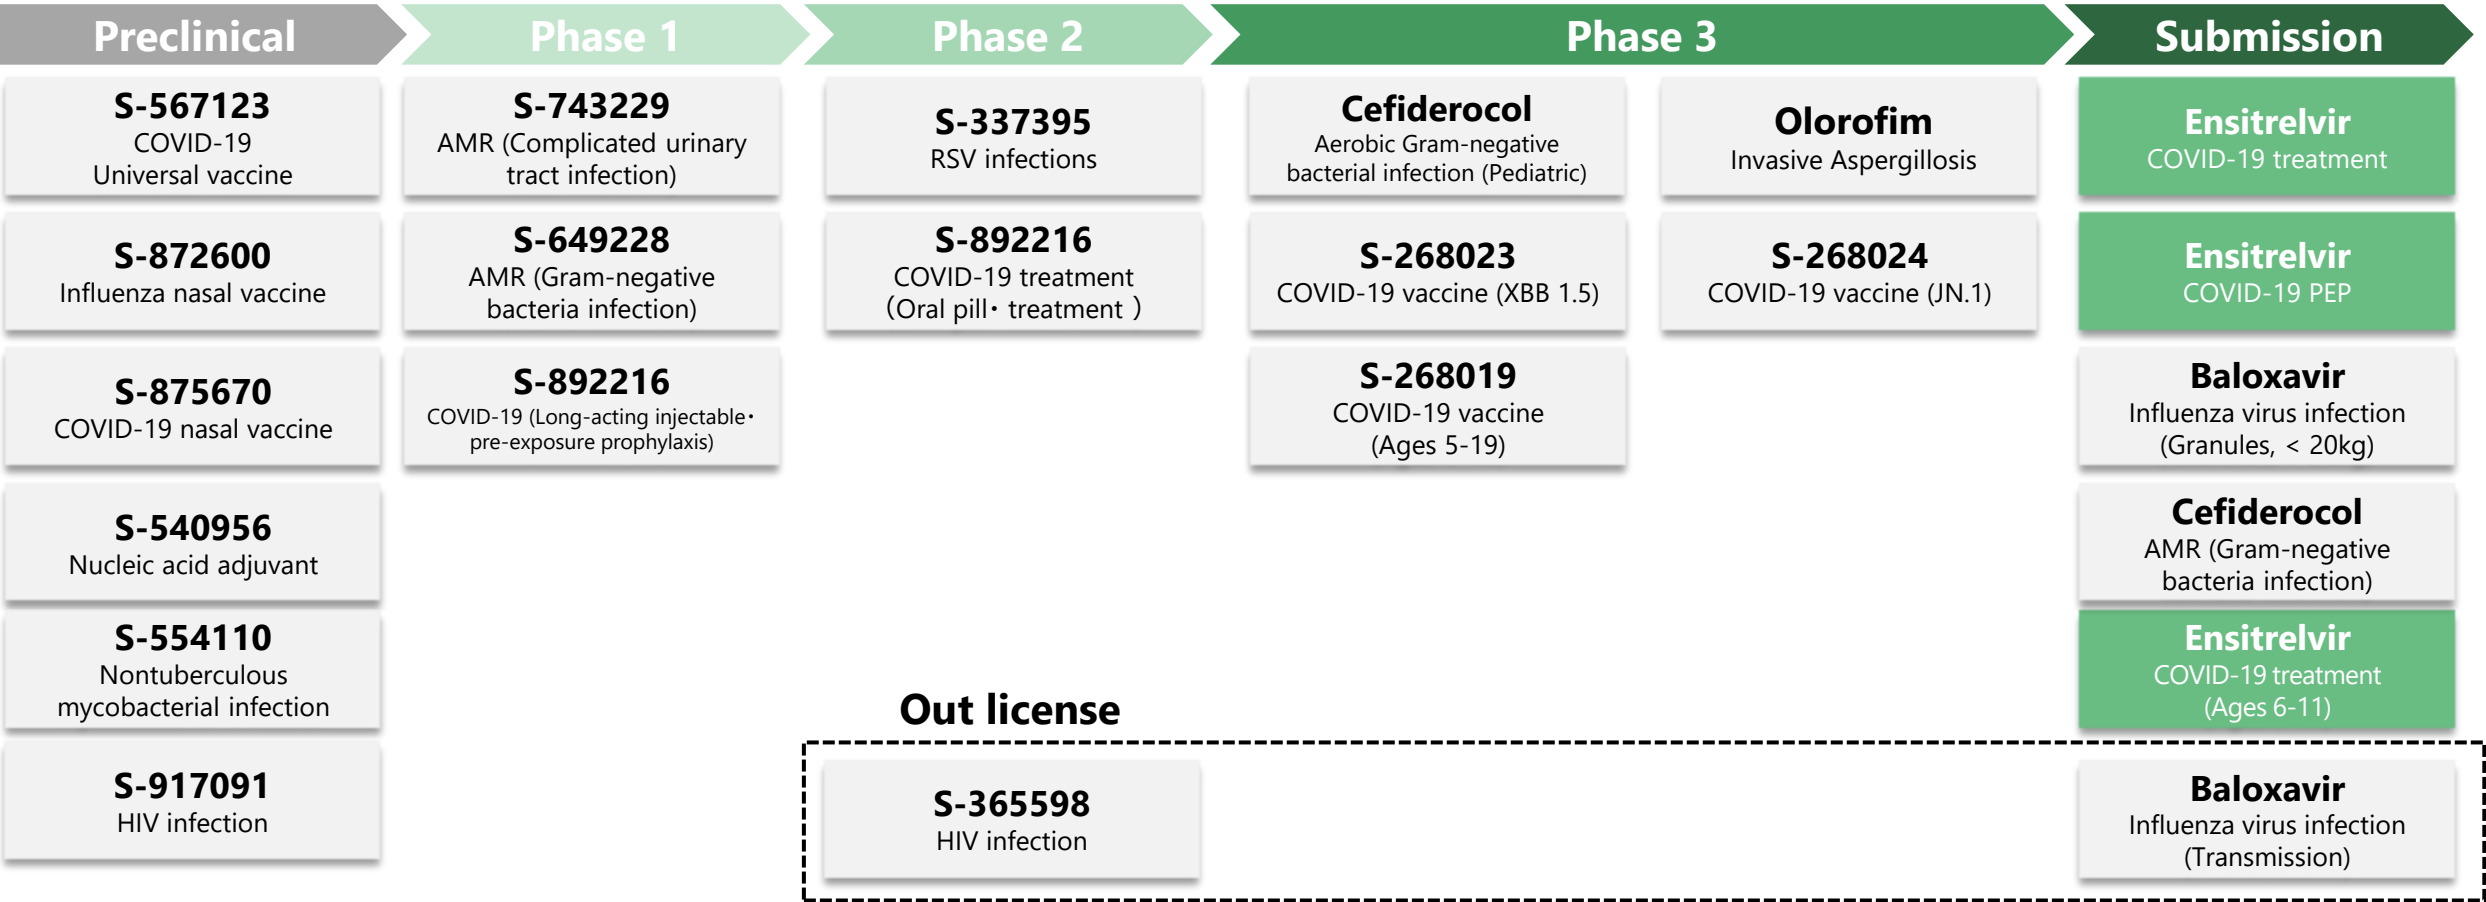 Preclinical
Phase 1
Phase 2
Phase 3
Submission
S-567123
COVID-19
Universal vaccine
S-872600
Influenza nasal vaccine
S-875670
COVID-19 nasal vaccine
S-540956
Nucleic acid adjuvant
S-554110
Nontuberculous
mycobacterial infection
S-917091
HIV infection
S-743229
AMR (Complicated urinary
tract infection)
S-649228
AMR (Gram-negative
bacteria infection)
S-892216
COVID-19 (Long-acting injectable・
pre-exposure prophylaxis)
S-337395
RSV infections
S-892216
COVID-19 treatment
（Oral pill・ treatment ）
Cefiderocol
Aerobic Gram-negative
bacterial infection (Pediatric)
S-268023
COVID-19 vaccine (XBB 1.5)
S-268019
COVID-19 vaccine
(Ages 5-19)
Olorofim
Invasive Aspergillosis
S-268024
COVID-19 vaccine (JN.1)
Ensitrelvir
COVID-19 treatment
Ensitrelvir
COVID-19 PEP
Baloxavir
Influenza virus infection
(Granules, < 20kg)
Cefiderocol
AMR (Gram-negative
bacteria infection)
Ensitrelvir
COVID-19 treatment
(Ages 6-11)
Out license
S-365598
HIV infection
Baloxavir
Influenza virus infection
(Transmission)